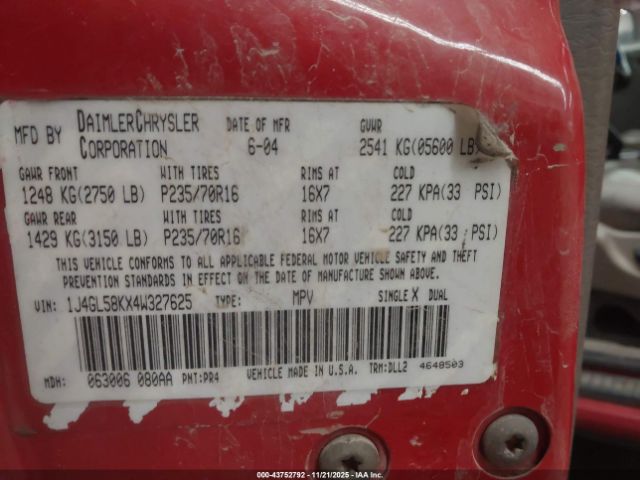 MFD BY DAIMLERCHRYSLER CORPORATION DATE OF MFR 6-04 GVWR 2541 KG(05600 LB)
GAWR FRONT WITH TIRES RIMS AT COLD
1248 KG(2750 LB) P235/70R16 16X7 227 KPA(33 PSI)
GAWR REAR WITH TIRES RIMS AT COLD
1429 KG(3150 LB) P235/70R16 16X7 227 KPA(33 PSI)
THIS VEHICLE CONFORMS TO ALL APPLICABLE FEDERAL MOTOR VEHICLE SAFETY AND THEFT
PREVENTION STANDARDS IN EFFECT ON THE DATE OF MANUFACTURE SHOWN ABOVE.
VIN: 1J4GL58KX4W327625 TYPE: MPV SINGLE X DUAL
MDH: 063006 080AA PNT:PR4 VEHICLE MADE IN U.S.A. TRM:DLL2 4648503
000-43752792 - 11/21/2025 - IAA Inc.